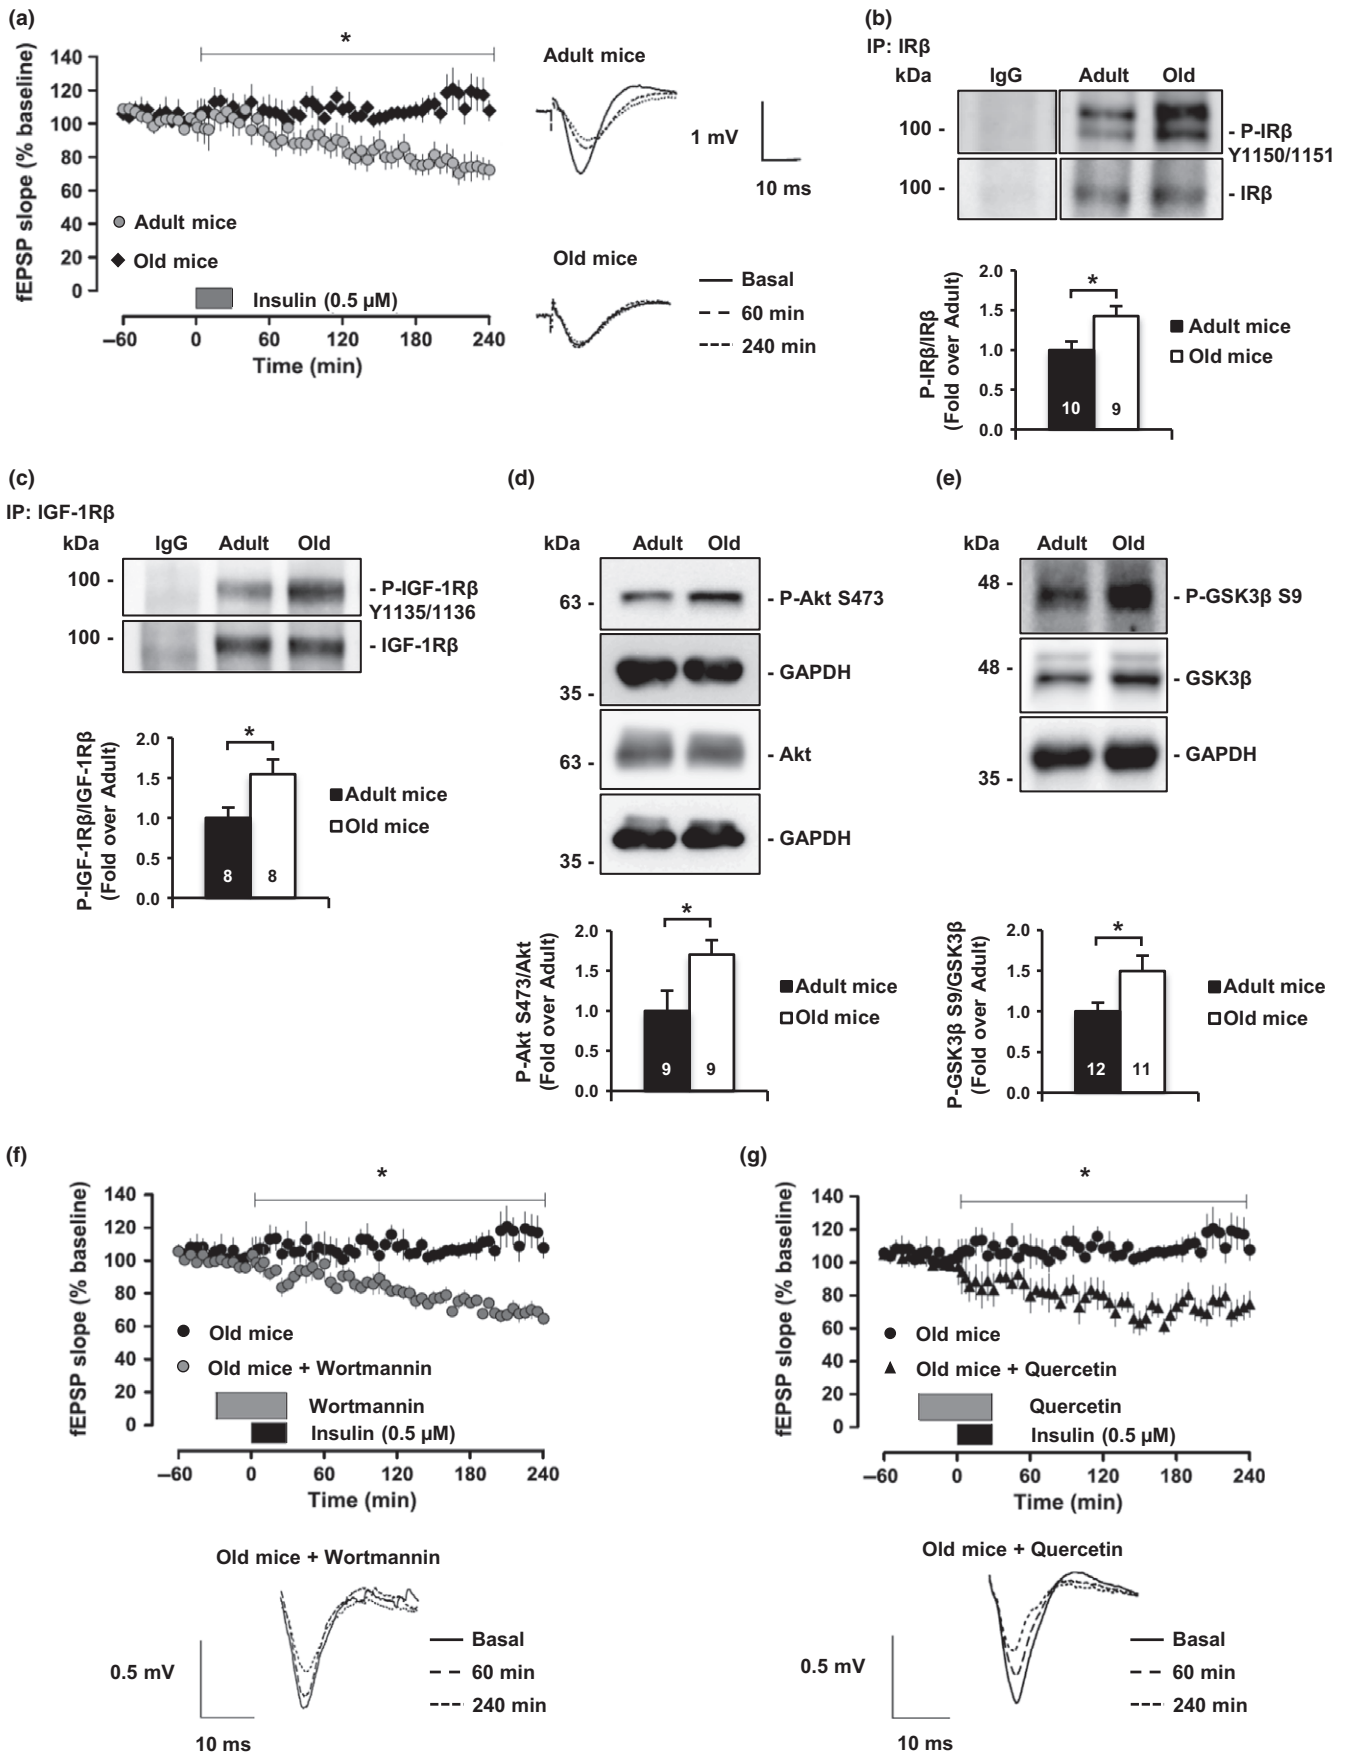 (a)
*
fEPSP slope (% baseline)
140
120
100
80
60
40
20
0
Adult mice
Old mice
Insulin (0.5 µM)
–60
0
60
120
180
240
Time (min)
Adult mice
1 mV
10 ms
Old mice
Basal
60 min
240 min
(b)
IP: IRβ
kDa
IgG
Adult
Old
100 -
- P-IRβ
Y1150/1151
100 -
- IRβ
P-IRβ/IRβ
(Fold over Adult)
2.0
1.5
1.0
0.5
0.0
*
10
9
Adult mice
Old mice
(c)
IP: IGF-1Rβ
kDa
IgG
Adult
Old
100 -
- P-IGF-1Rβ
Y1135/1136
100 -
- IGF-1Rβ
P-IGF-1Rβ/IGF-1Rβ
(Fold over Adult)
2.0
1.5
1.0
0.5
0.0
*
8
8
Adult mice
Old mice
(d)
kDa
Adult
Old
63 -
- P-Akt S473
- GAPDH
35 -
- Akt
63 -
- GAPDH
35 -
P-Akt S473/Akt
(Fold over Adult)
2.0
1.5
1.0
0.5
0.0
*
9
9
Adult mice
Old mice
(e)
kDa
Adult
Old
48 -
- P-GSK3β S9
48 -
- GSK3β
- GAPDH
35 -
P-GSK3β S9/GSK3β
(Fold over Adult)
2.0
1.5
1.0
0.5
0.0
*
12
11
Adult mice
Old mice
(f)
*
fEPSP slope (% baseline)
140
120
100
80
60
40
20
0
Old mice
Old mice + Wortmannin
Wortmannin
Insulin (0.5 µM)
–60
0
60
120
180
240
Time (min)
Old mice + Wortmannin
0.5 mV
10 ms
Basal
60 min
240 min
(g)
*
fEPSP slope (% baseline)
140
120
100
80
60
40
20
0
Old mice
Old mice + Quercetin
Quercetin
Insulin (0.5 µM)
–60
0
60
120
180
240
Time (min)
Old mice + Quercetin
0.5 mV
10 ms
Basal
60 min
240 min